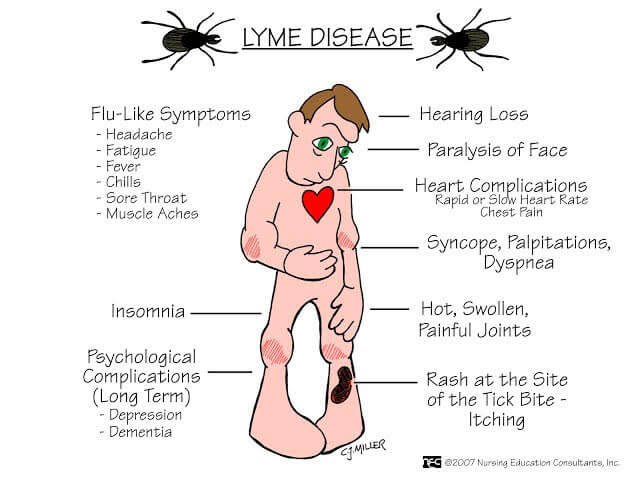 LYME DISEASE
Flu-Like Symptoms
- Headache
- Fatigue
- Fever
- Chills
- Sore Throat
- Muscle Aches
Insomnia
Psychological
Complications
(Long Term)
- Depression
- Dementia
Hearing Loss
Paralysis of Face
Heart Complications
Rapid or Slow Heart Rate
Chest Pain
Syncope, Palpitations,
Dyspnea
Hot, Swollen,
Painful Joints
Rash at the Site
of the Tick Bite -
Itching
C.J.MILLER
NEC ©2007 Nursing Education Consultants, Inc.